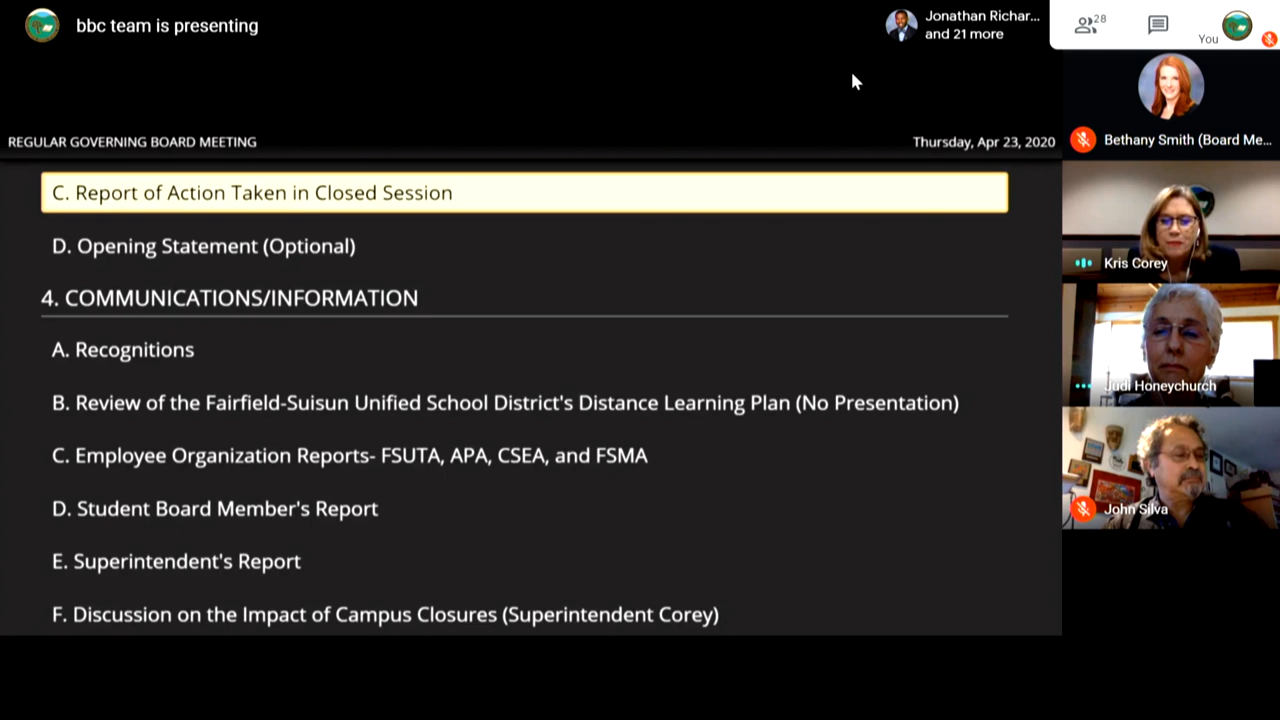 bbc team is presenting
Jonathan Richar...
and 21 more
28
You
Bethany Smith (Board Me...
REGULAR GOVERNING BOARD MEETING
Thursday, Apr 23, 2020
C. Report of Action Taken in Closed Session
D. Opening Statement (Optional)
4. COMMUNICATIONS/INFORMATION
A. Recognitions
B. Review of the Fairfield-Suisun Unified School District's Distance Learning Plan (No Presentation)
C. Employee Organization Reports- FSUTA, APA, CSEA, and FSMA
D. Student Board Member's Report
E. Superintendent's Report
F. Discussion on the Impact of Campus Closures (Superintendent Corey)
Kris Corey
Judi Honeychurch
John Silva